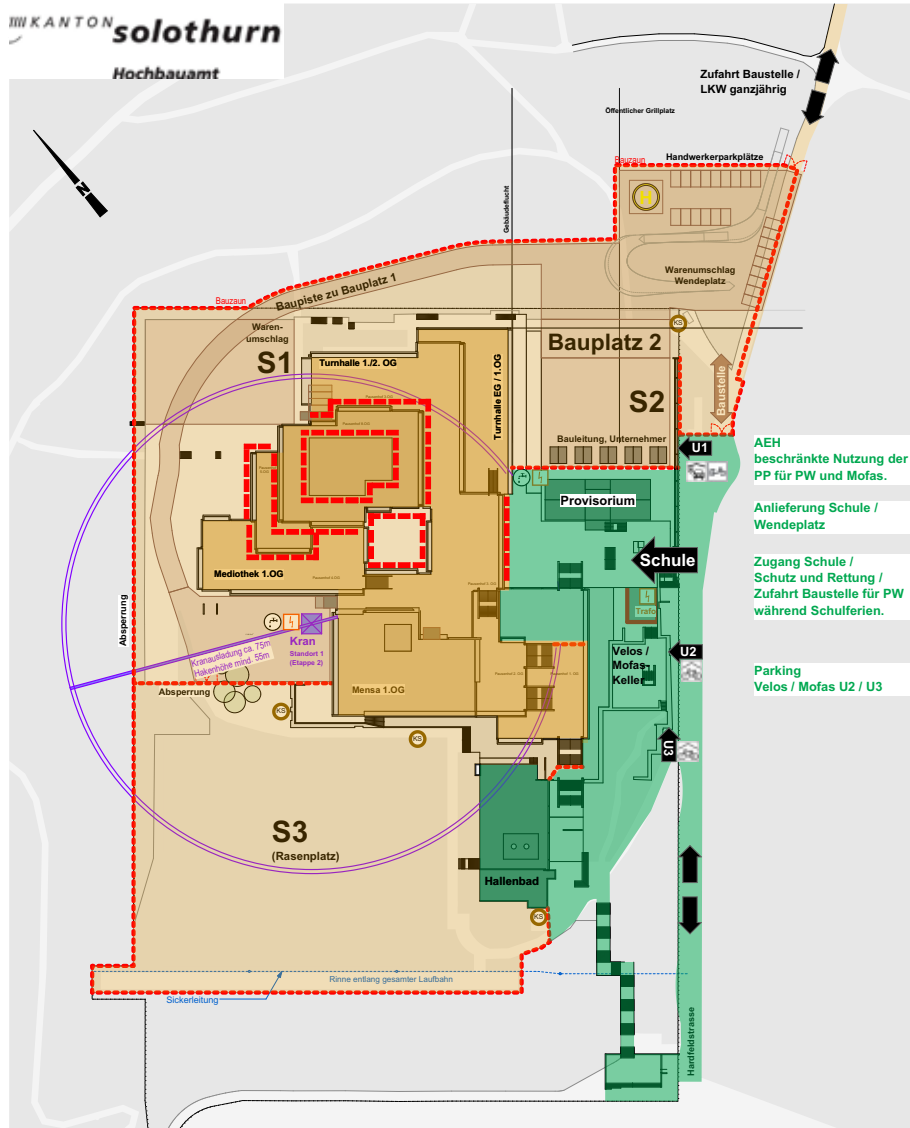 KANTON solothurn
Hochbauamt
Zufahrt Baustelle /
LKW ganzjährig
Öffentlicher Grillplatz
Bauzaun
Handwerkerparkplätze
N
H
Gebäudeflucht
Warenumschlag
Wendeplatz
Baupiste zu Bauplatz 1
Bauzaun
Waren-
umschlag
S1
Turnhalle 1./2. OG
Turnhalle EG / 1.OG
Bauplatz 2
KS
S2
Baustelle
Bauleitung, Unternehmer
U1
AEH
beschränkte Nutzung der
PP für PW und Mofas.
Provisorium
Anlieferung Schule /
Wendeplatz
Schule
Zugang Schule /
Schutz und Rettung /
Zufahrt Baustelle für PW
während Schulferien.
Mediothek 1.OG
Trafo
Absperrung
Kran
Standort 1
(Etappe 2)
Kranausladung ca. 75m
Hakenhöhe mind. 55m
Velos /
Mofas-
Keller
U2
Parking
Velos / Mofas U2 / U3
Absperrung
Mensa 1.OG
KS
KS
U3
S3
(Rasenplatz)
Hallenbad
KS
Rinne entlang gesamter Laufbahn
Sickerleitung
Hardfeldstrasse